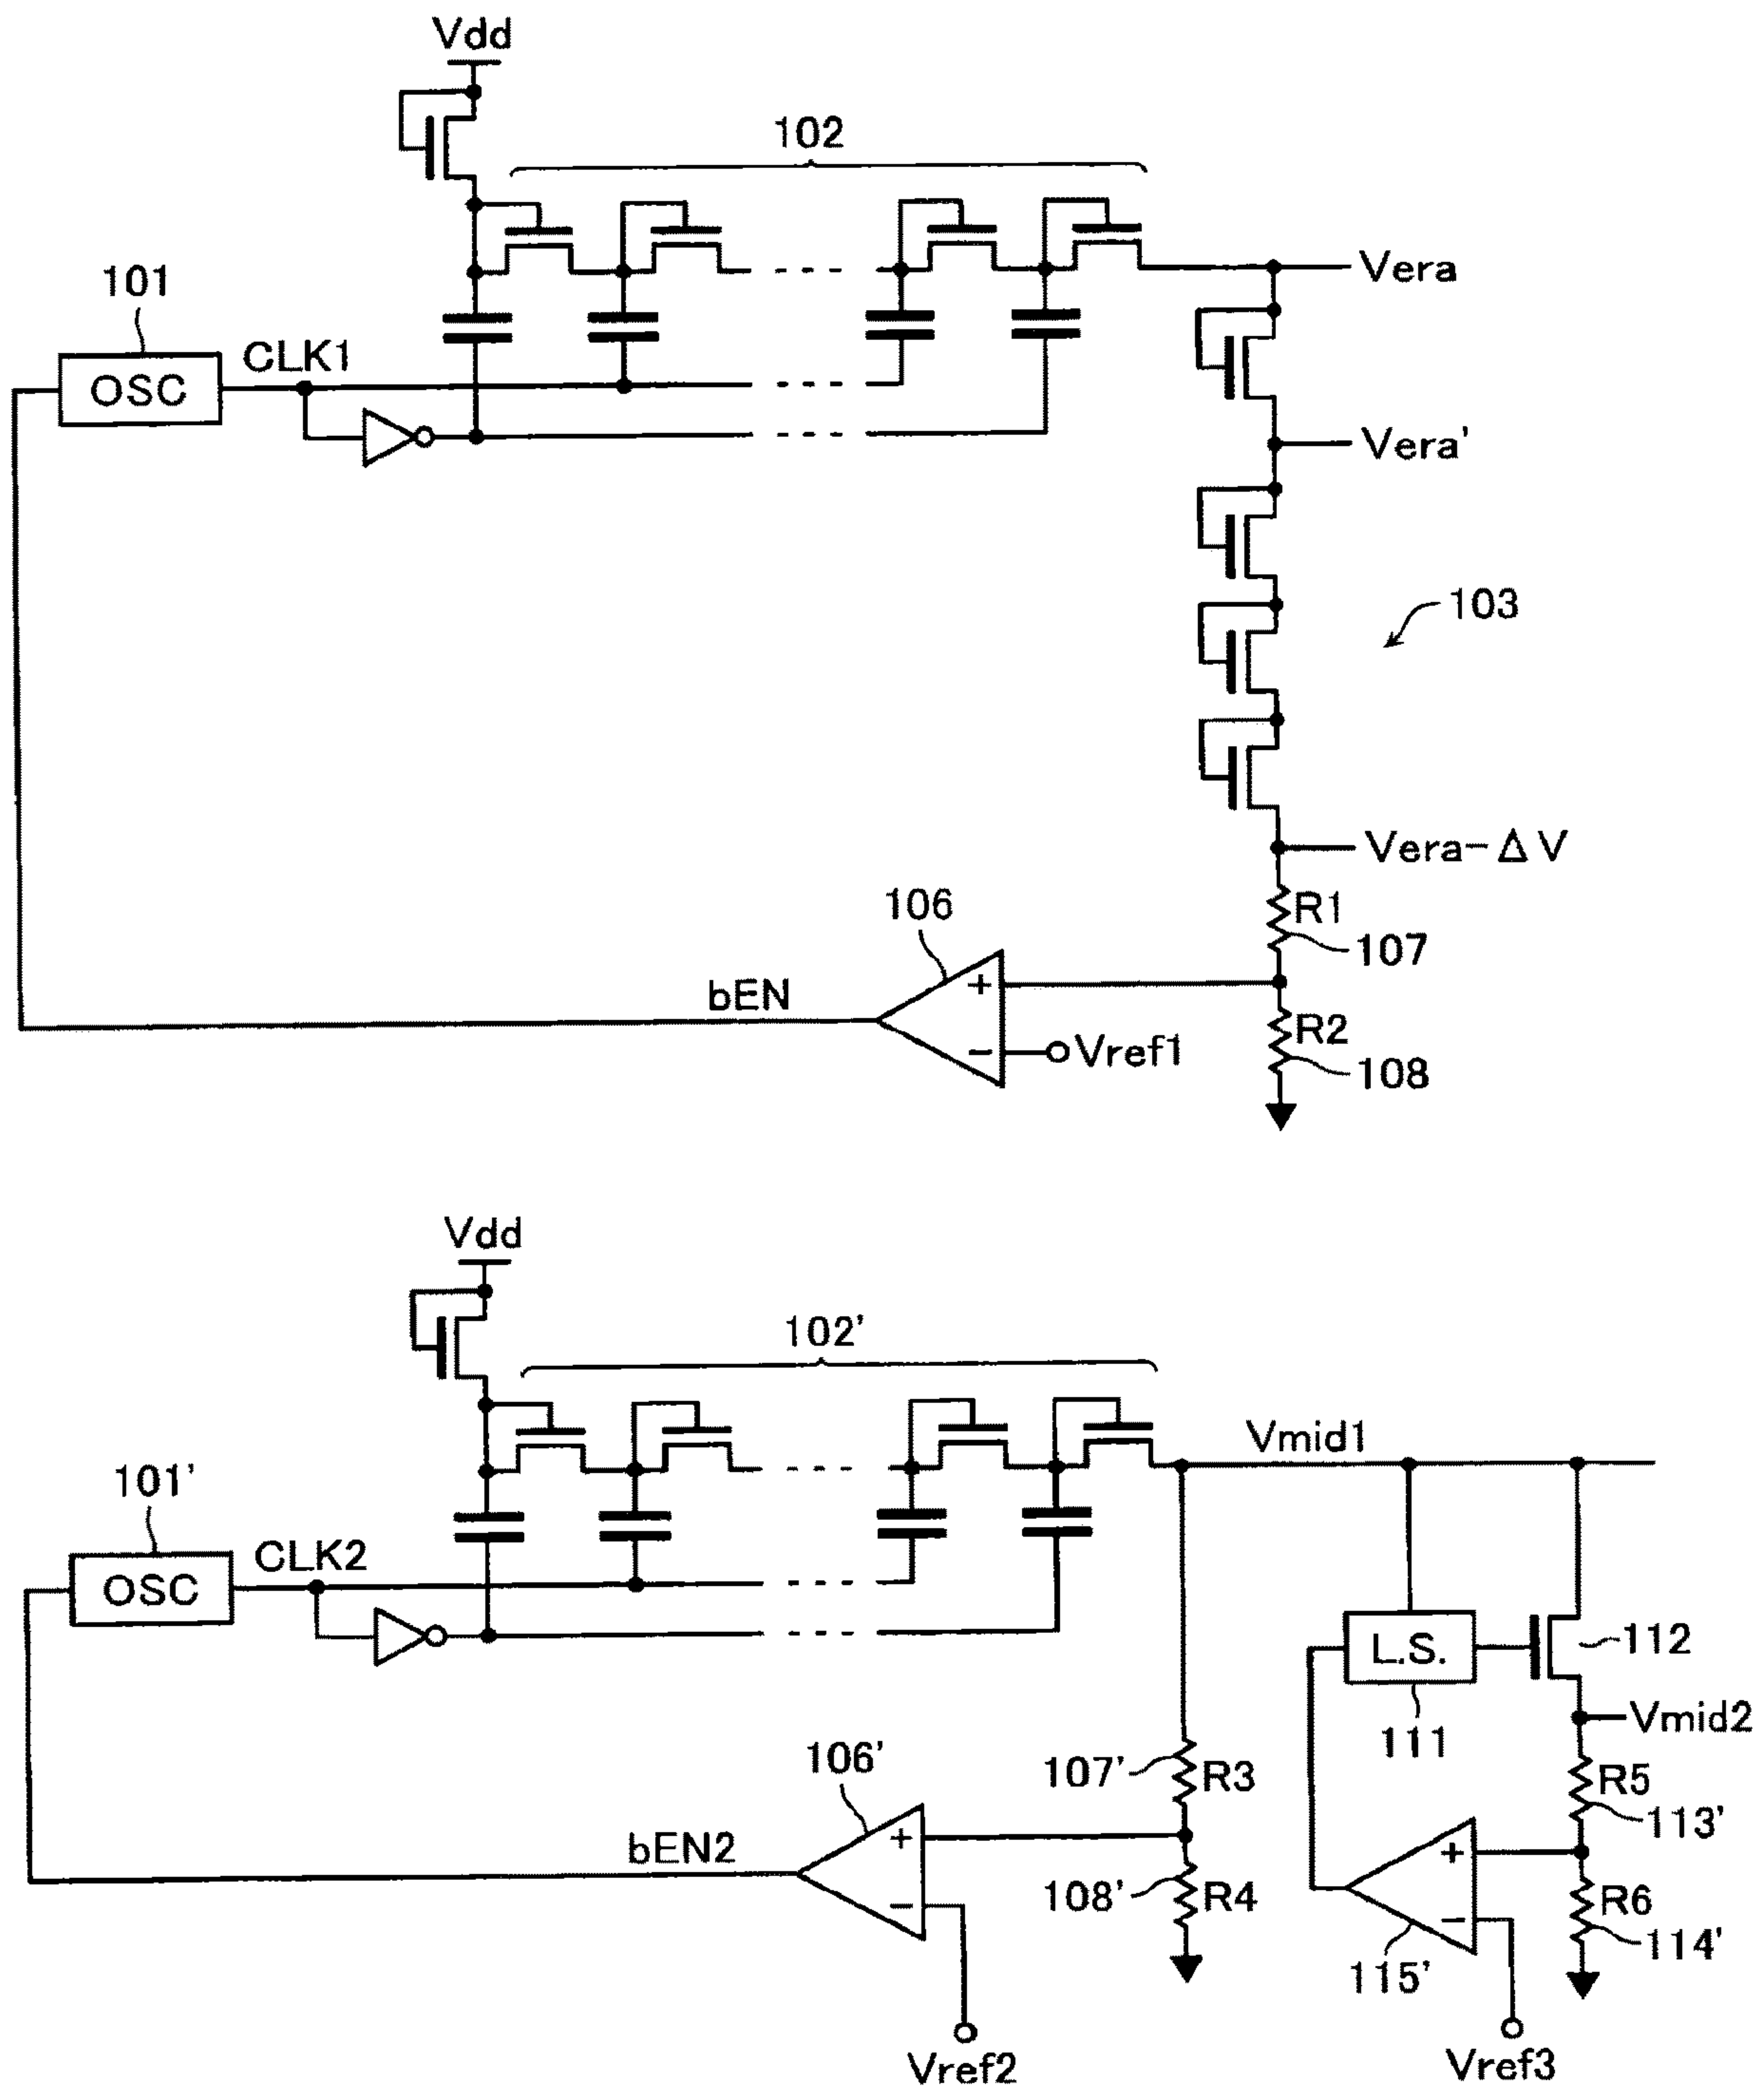 Vdd
102
101
OSC
CLK1
Vera
Vera'
103
Vera-ΔV
R1
107
106
+
-
bEN
Vref1
R2
108
Vdd
102'
101'
OSC
CLK2
Vmid1
L.S.
111
112
Vmid2
106'
+
-
bEN2
107'
R3
108'
R4
Vref2
R5
113'
+
-
115'
R6
114'
Vref3